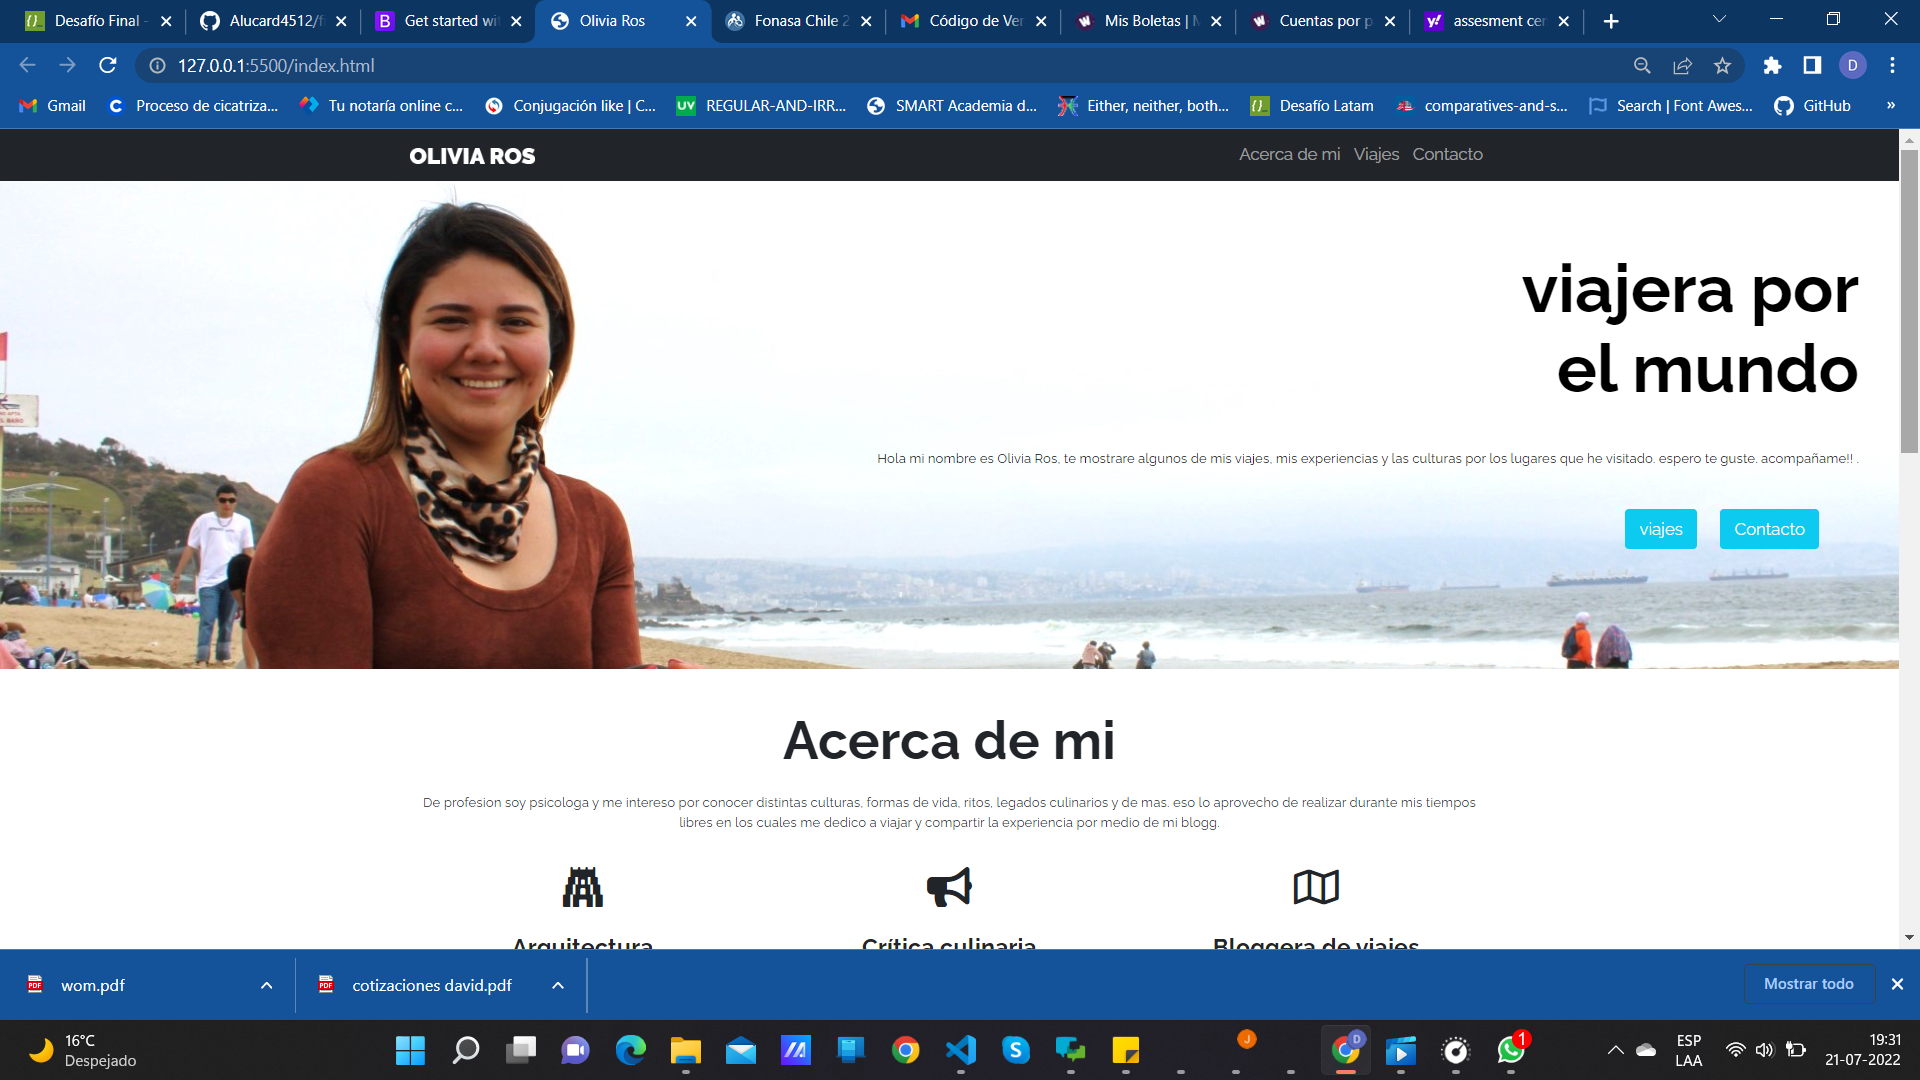 Desafío Final -
Alucard4512/f
Get started wi
Olivia Ros
Fonasa Chile 2
Código de Ver
Mis Boletas | M
Cuentas por p
assesment cen
127.0.0.1:5500/index.html
D
Gmail
Proceso de cicatriza...
Tu notaría online c...
Conjugación like | C...
REGULAR-AND-IRR...
SMART Academia d...
Either, neither, both...
Desafío Latam
comparatives-and-s...
Search | Font Awes...
GitHub
»
OLIVIA ROS
Acerca de mi
Viajes
Contacto
viajera por
el mundo
Hola mi nombre es Olivia Ros, te mostrare algunos de mis viajes, mis experiencias y las culturas por los lugares que he visitado. espero te guste. acompañame!! .
viajes
Contacto
Acerca de mi
De profesion soy psicologa y me intereso por conocer distintas culturas, formas de vida, ritos, legados culinarios y de mas. eso lo aprovecho de realizar durante mis tiempos
libres en los cuales me dedico a viajar y compartir la experiencia por medio de mi blogg.
Arquitectura
Crítica culinaria
Bloggera de viajes
wom.pdf
cotizaciones david.pdf
Mostrar todo
16°C
Despejado
J
D
1
ESP
LAA
19:31
21-07-2022